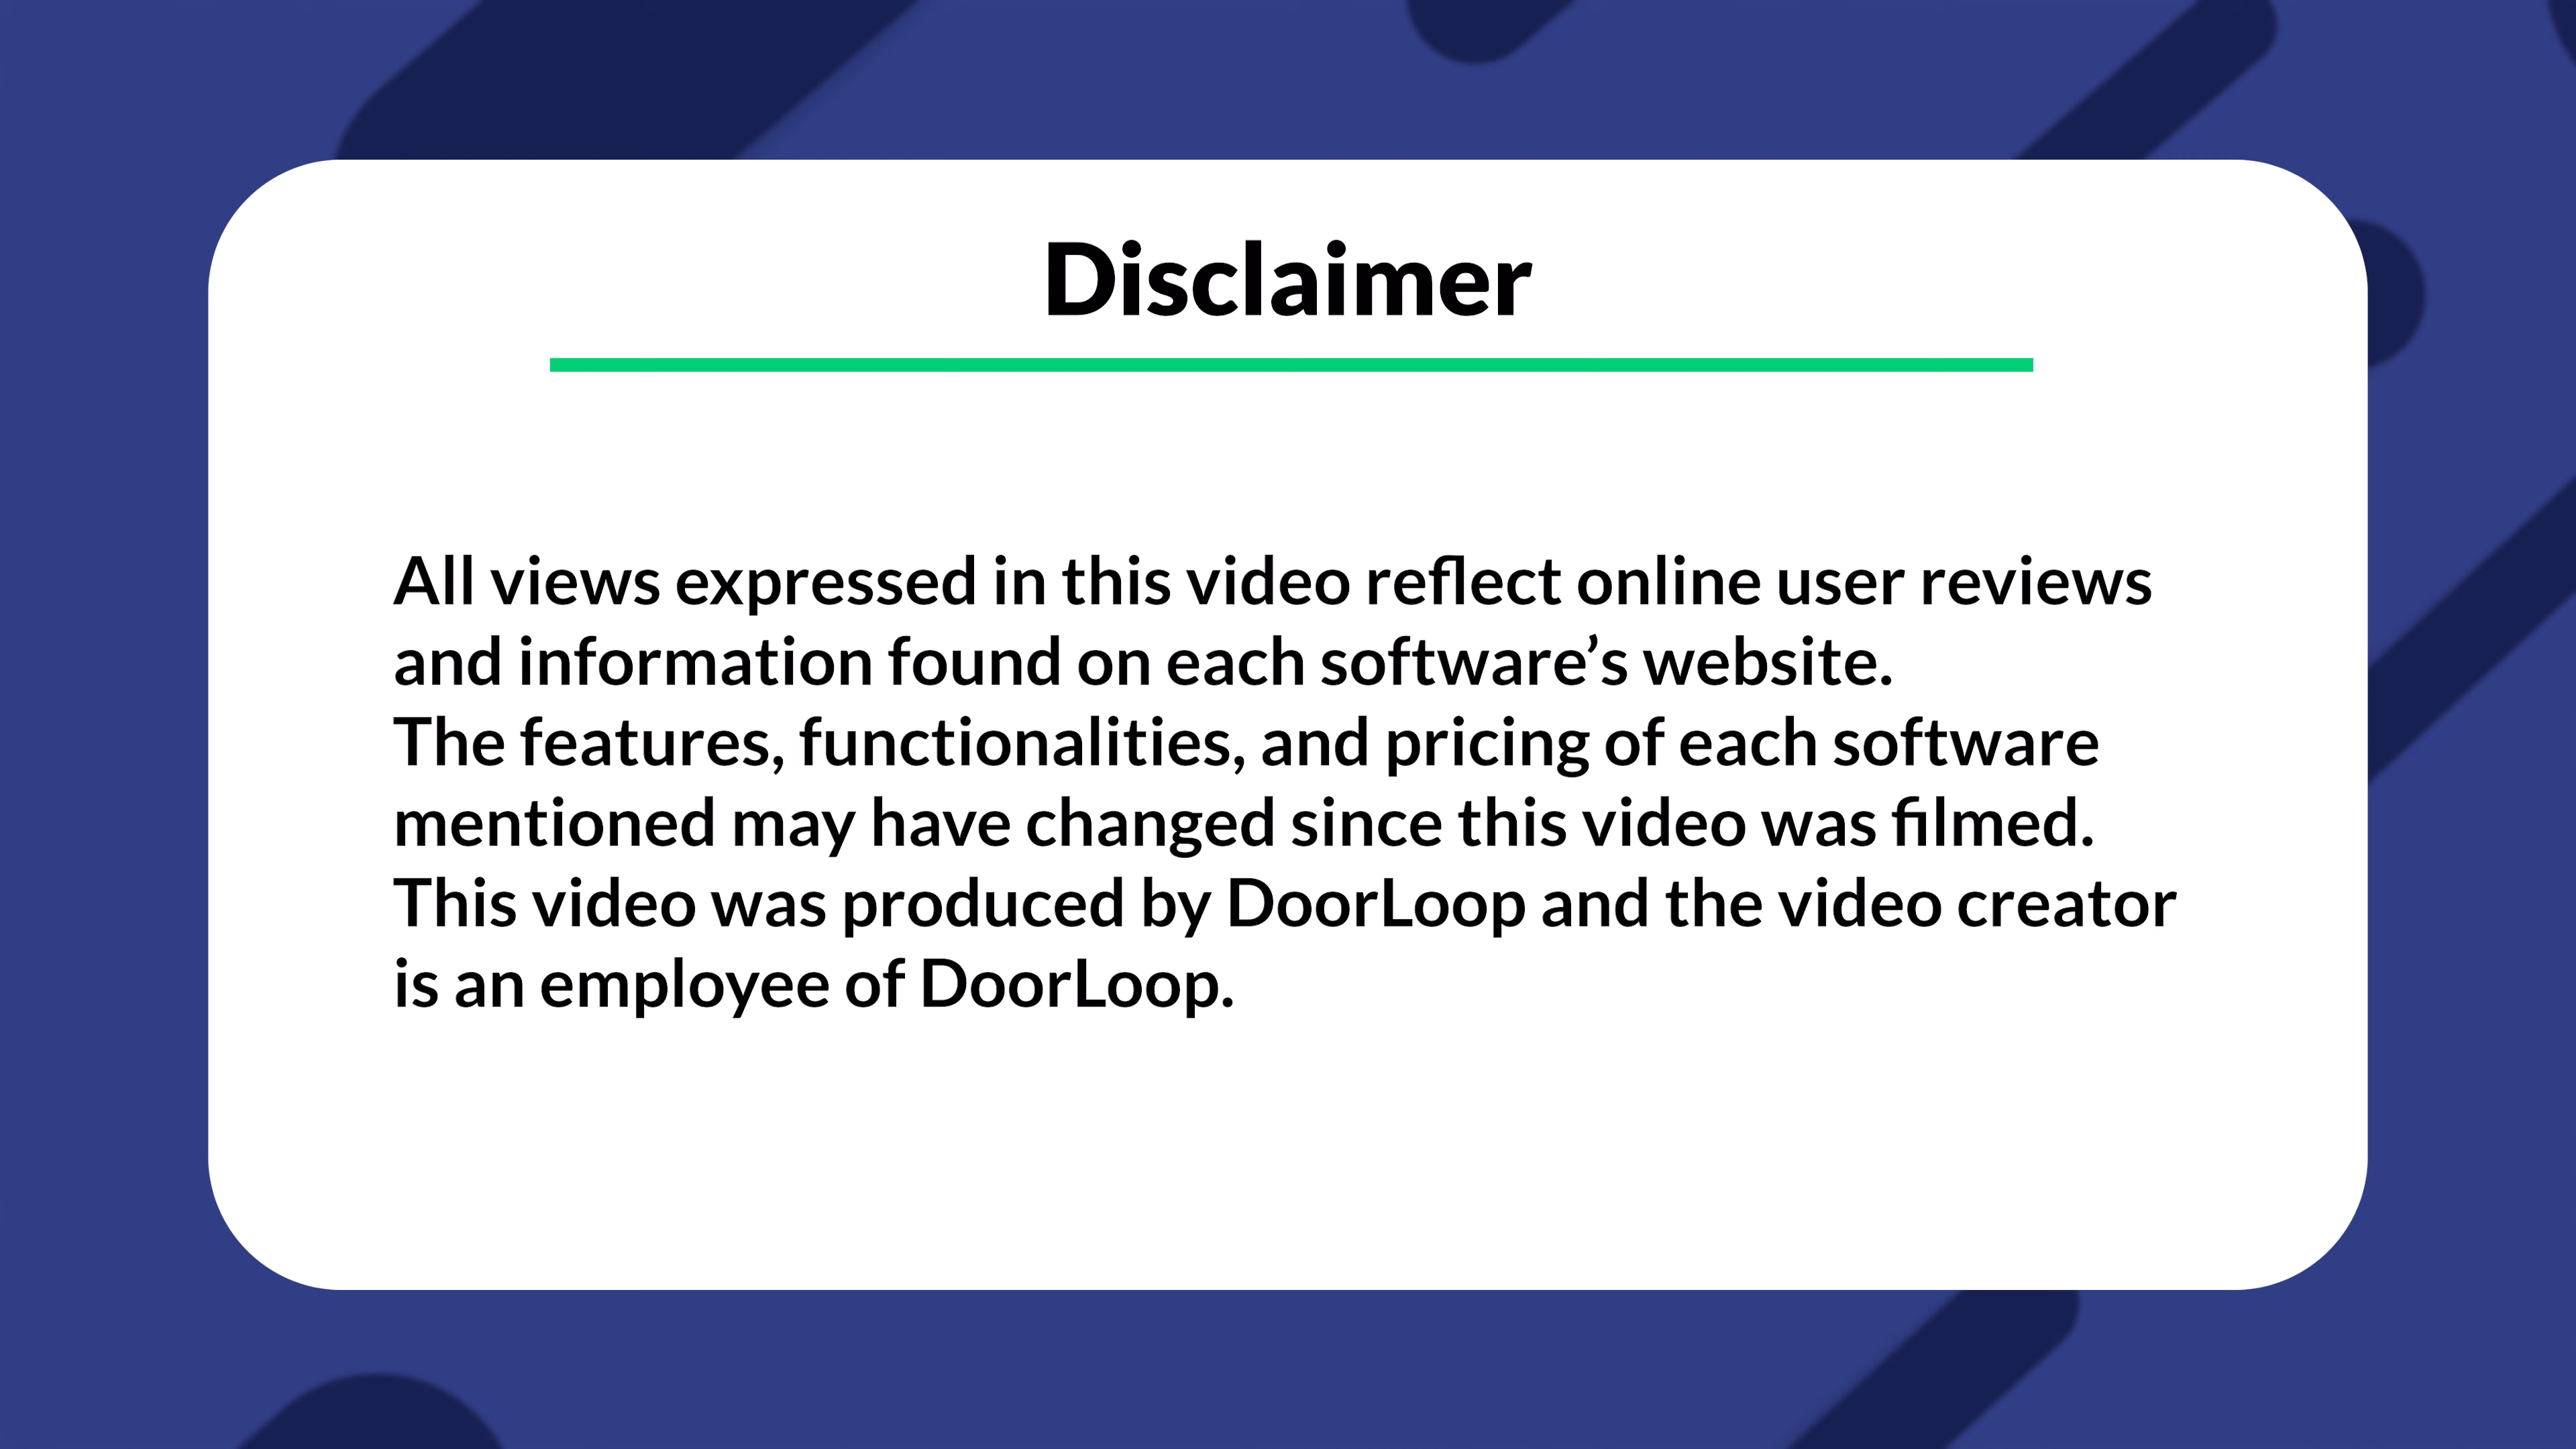 Disclaimer
All views expressed in this video reflect online user reviews
and information found on each software’s website.
The features, functionalities, and pricing of each software
mentioned may have changed since this video was filmed.
This video was produced by DoorLoop and the video creator
is an employee of DoorLoop.